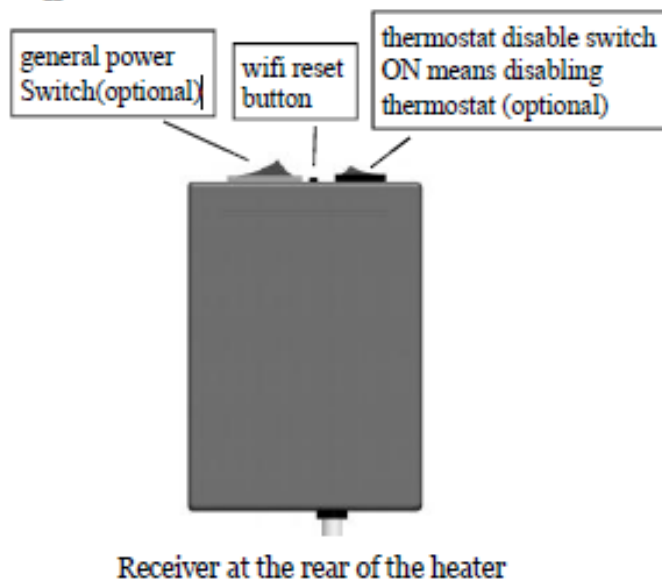 general power
Switch(optional)
wifi reset
button
thermostat disable switch
ON means disabling
thermostat (optional)
Receiver at the rear of the heater